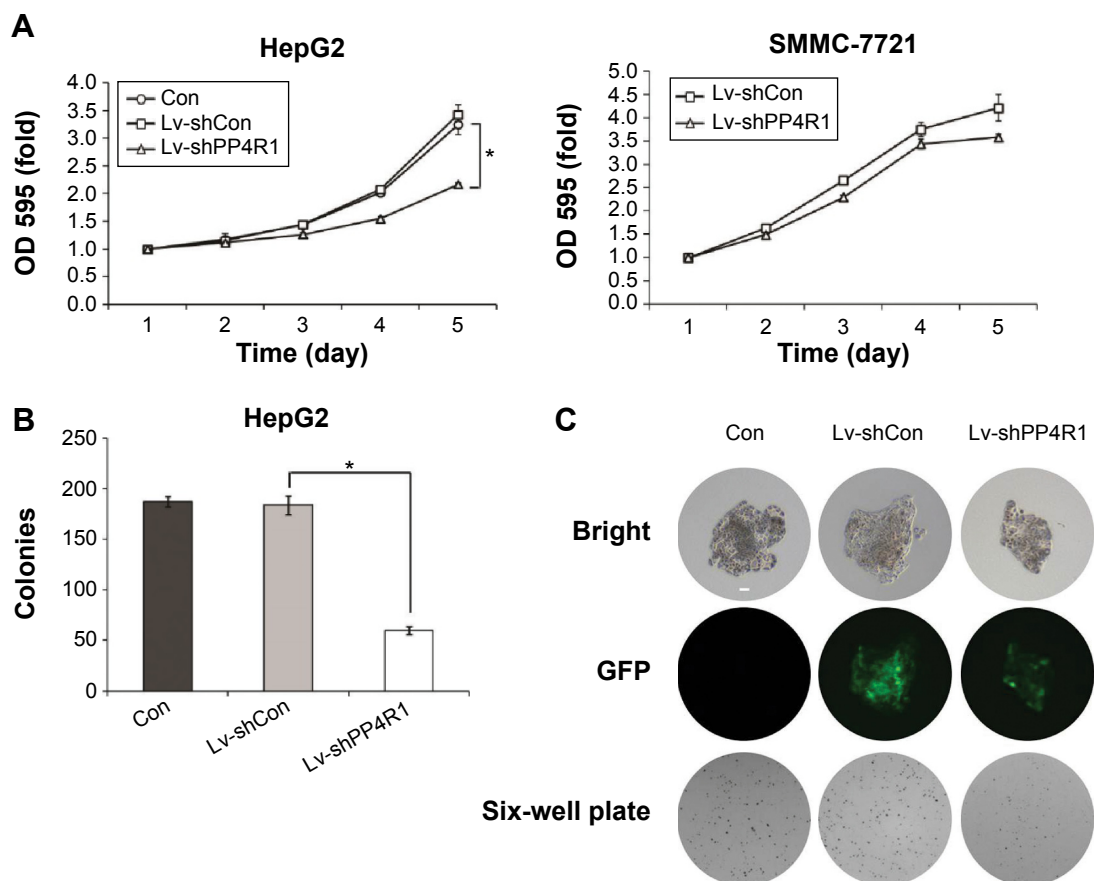 A
HepG2
Con
Lv-shCon
Lv-shPP4R1
OD 595 (fold)
4.0
3.5
3.0
2.5
2.0
1.5
1.0
0.5
0.0
*
1 2 3 4 5
Time (day)
SMMC-7721
Lv-shCon
Lv-shPP4R1
OD 595 (fold)
5.0
4.5
4.0
3.5
3.0
2.5
2.0
1.5
1.0
0.5
0.0
1 2 3 4 5
Time (day)
B
HepG2
Colonies
250
200
150
100
50
0
*
Con
Lv-shCon
Lv-shPP4R1
C
Con Lv-shCon Lv-shPP4R1
Bright
GFP
Six-well plate